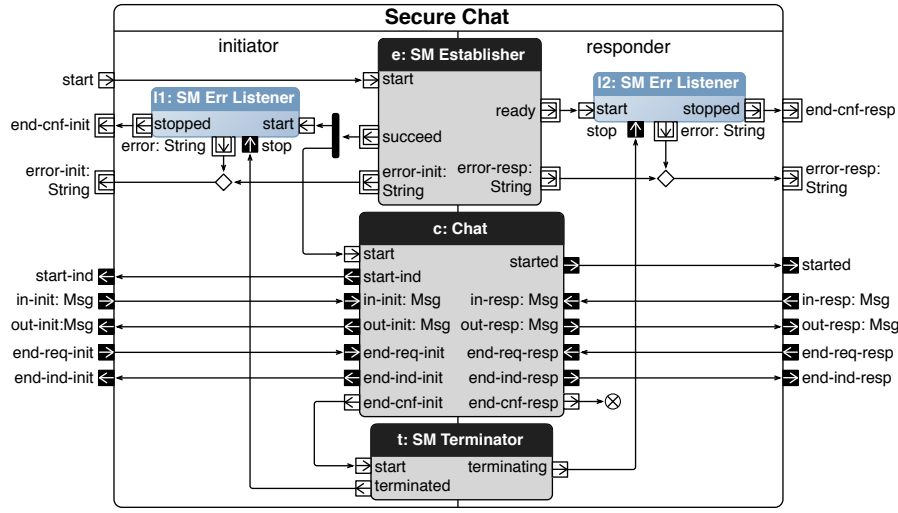 Secure Chat
initiator
responder
e: SM Establisher
start
start
ready
succeed
error-init:
String
error-resp:
String
l1: SM Err Listener
stopped
start
error: String
stop
l2: SM Err Listener
start
stopped
stop
error: String
end-cnf-init
end-cnf-resp
error-init:
String
error-resp:
String
c: Chat
start
started
start-ind
start-ind
started
in-init: Msg
in-init: Msg
in-resp: Msg
in-resp: Msg
out-init:Msg
out-init: Msg
out-resp: Msg
out-resp: Msg
end-req-init
end-req-init
end-req-resp
end-req-resp
end-ind-init
end-ind-init
end-ind-resp
end-ind-resp
end-cnf-init
end-cnf-resp
t: SM Terminator
start
terminating
terminated